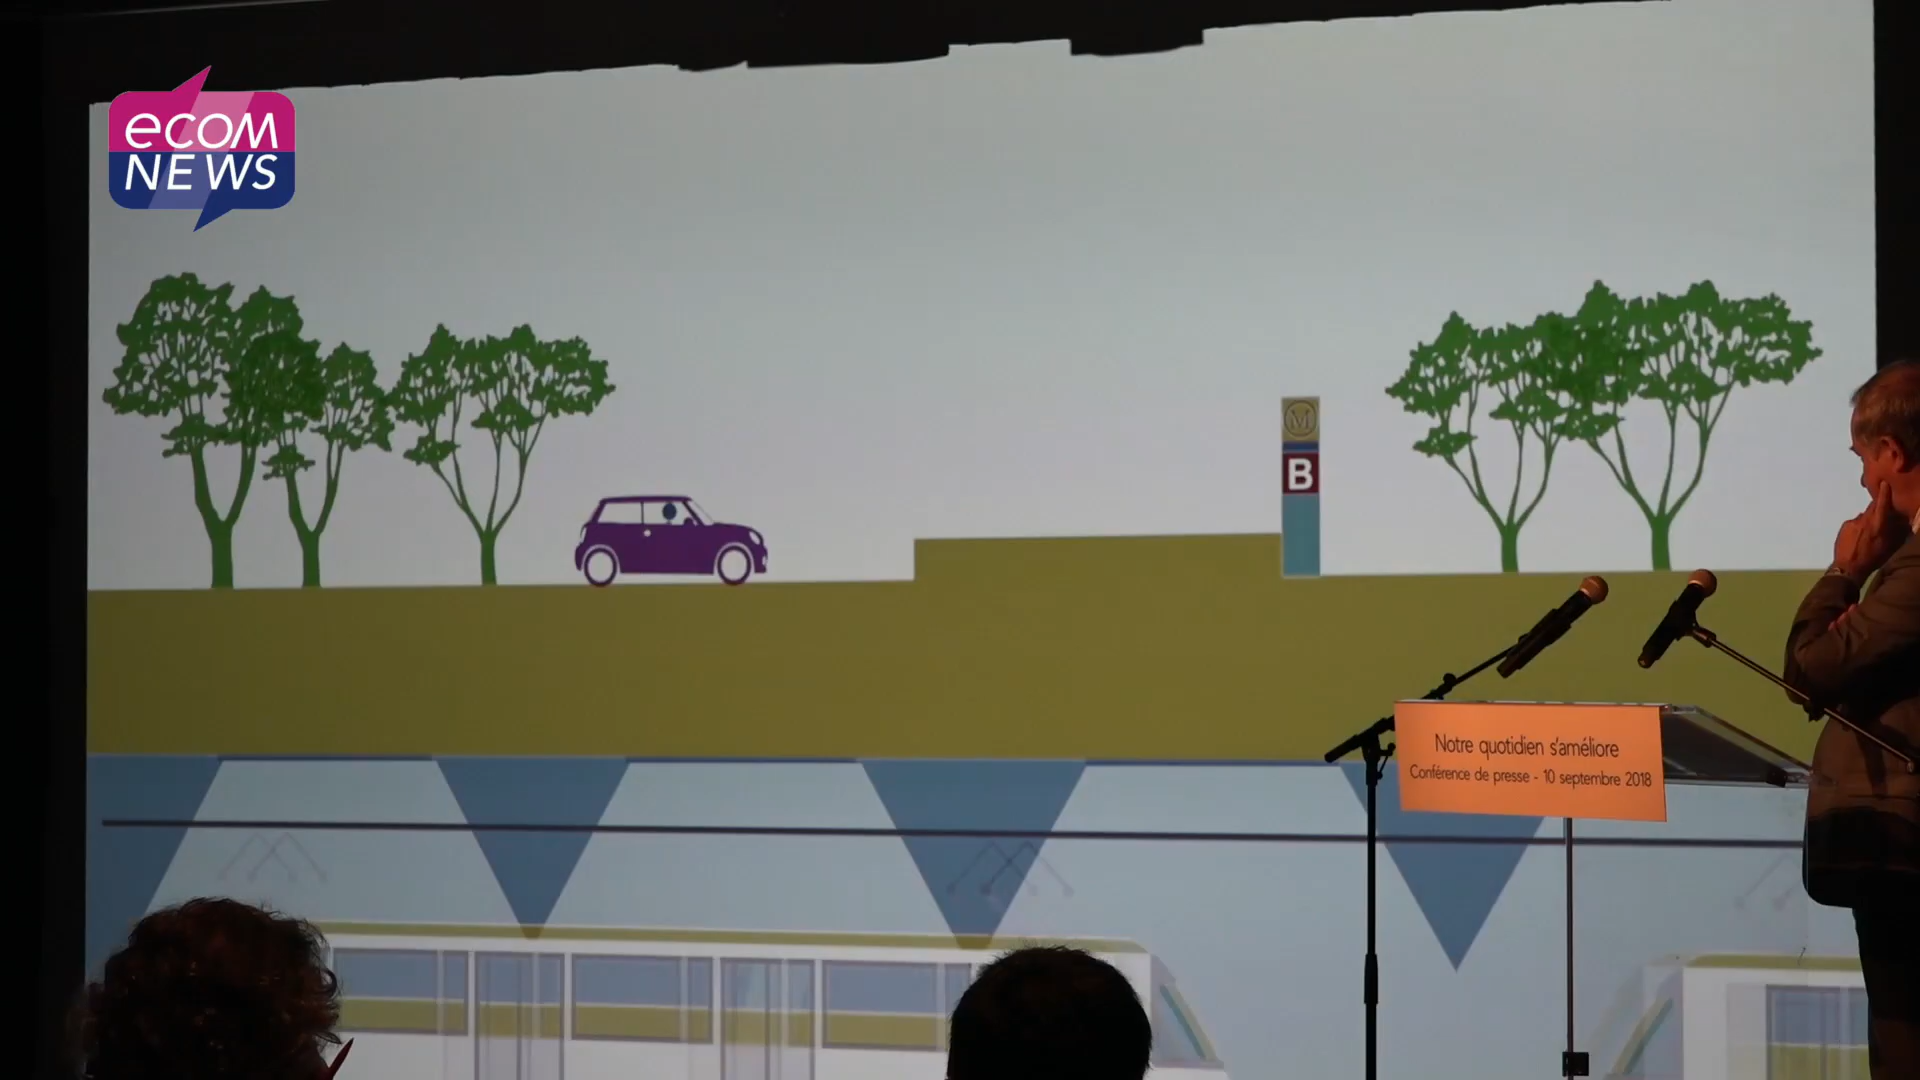 ecom
NEWS
M
B
Notre quotidien s'améliore
Conférence de presse - 10 septembre 2018